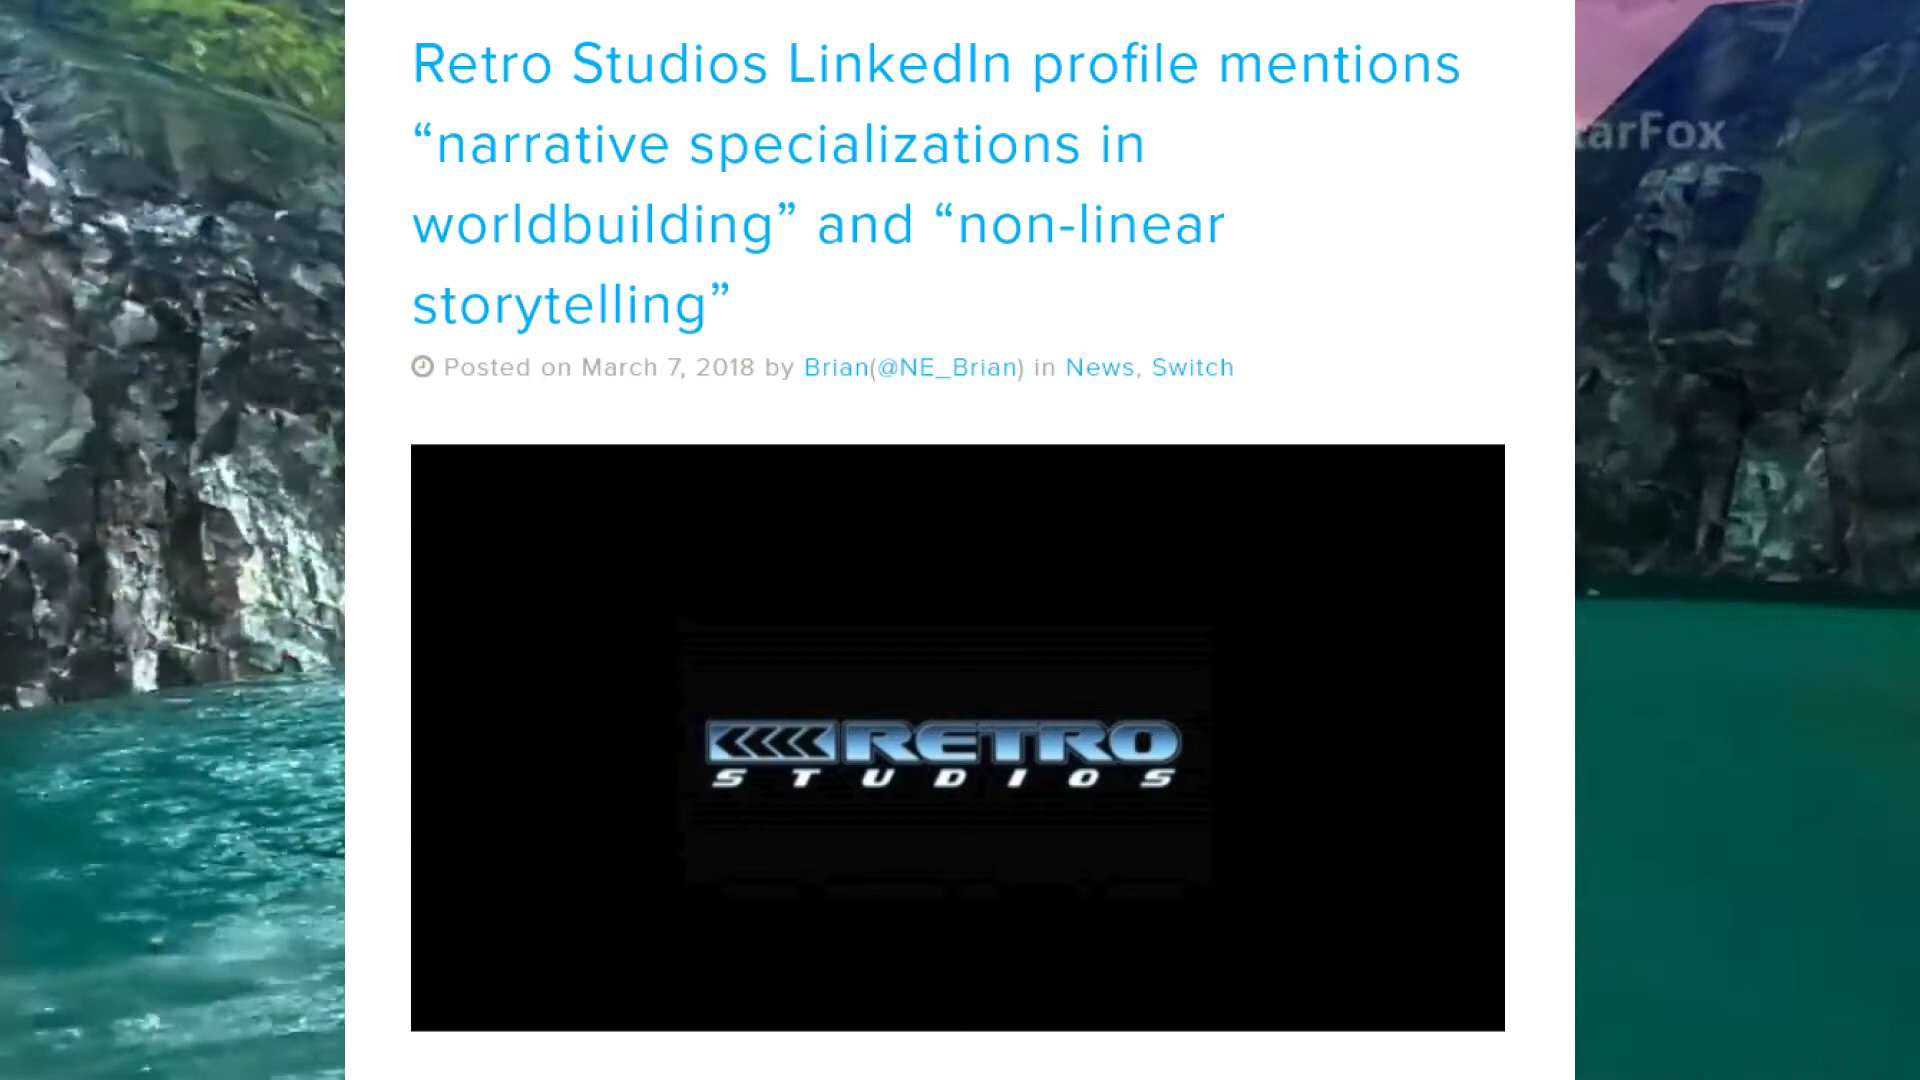 Retro Studios LinkedIn profile mentions
“narrative specializations in
worldbuilding” and “non-linear
storytelling”
Posted on March 7, 2018 by Brian(@NE_Brian) in News, Switch
arFox
RETRO
STUDIOS